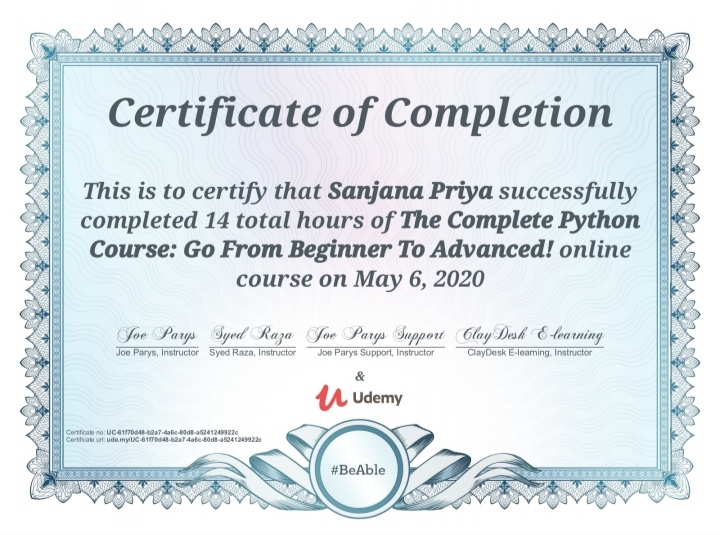 Certificate of Completion
This is to certify that Sanjana Priya successfully
completed 14 total hours of The Complete Python
Course: Go From Beginner To Advanced! online
course on May 6, 2020
Joe Parys Syed Raza Joe Parys Support ClayDesk E-learning
Joe Parys, Instructor Syed Raza, Instructor Joe Parys Support, Instructor ClayDesk E-learning, Instructor
&
Udemy
Certificate no: UC-61f70d48-b2a7-4a6c-80d8-a5241249922c
Certificate url: ude.my/UC-61f70d48-b2a7-4a6c-80d8-a5241249922c
#BeAble